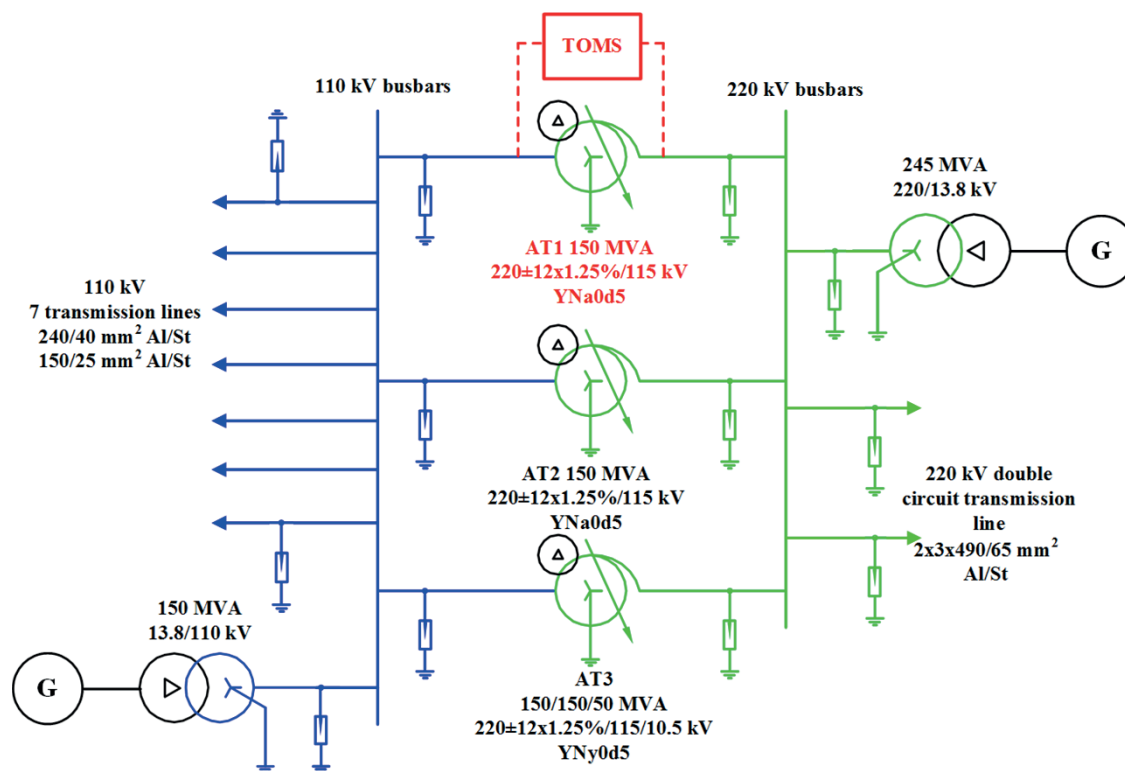 TOMS
110 kV busbars
220 kV busbars
245 MVA
220/13.8 kV
G
AT1 150 MVA
220±12x1.25%/115 kV
YNa0d5
110 kV
7 transmission lines
240/40 mm² Al/St
150/25 mm² Al/St
AT2 150 MVA
220±12x1.25%/115 kV
YNa0d5
220 kV double
circuit transmission
line
2x3x490/65 mm²
Al/St
150 MVA
13.8/110 kV
G
AT3
150/150/50 MVA
220±12x1.25%/115/10.5 kV
YNy0d5